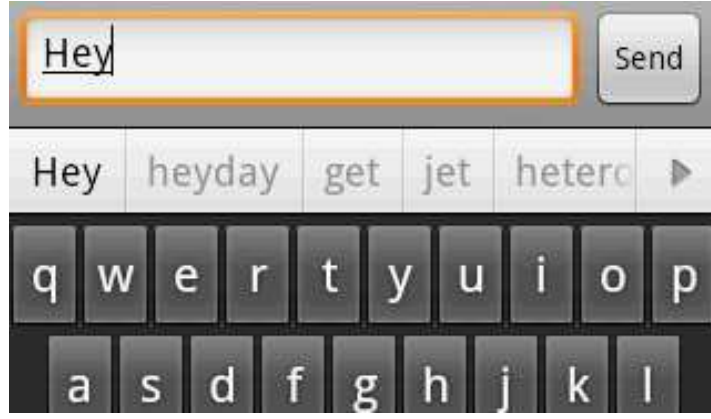 Hey
Send
Hey heyday get jet
q w e r t y u i o p
a s d f g h j k l